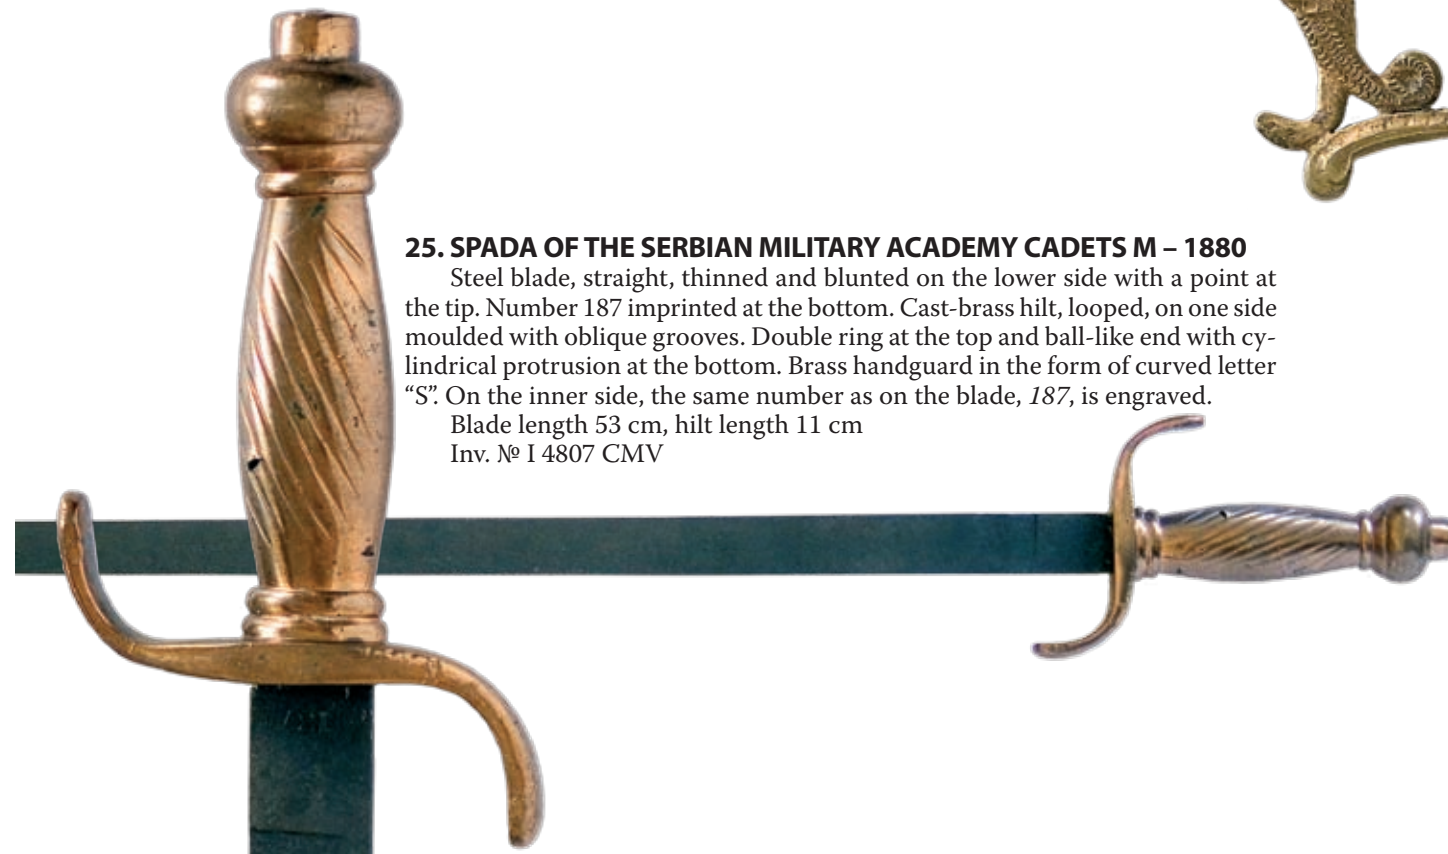 25. SPADA OF THE SERBIAN MILITARY ACADEMY CADETS M – 1880
Steel blade, straight, thinned and blunted on the lower side with a point at
the tip. Number 187 imprinted at the bottom. Cast-brass hilt, looped, on one side
moulded with oblique grooves. Double ring at the top and ball-like end with cy-
lindrical protrusion at the bottom. Brass handguard in the form of curved letter
“S”. On the inner side, the same number as on the blade, 187, is engraved.
Blade length 53 cm, hilt length 11 cm
Inv. № I 4807 CMV